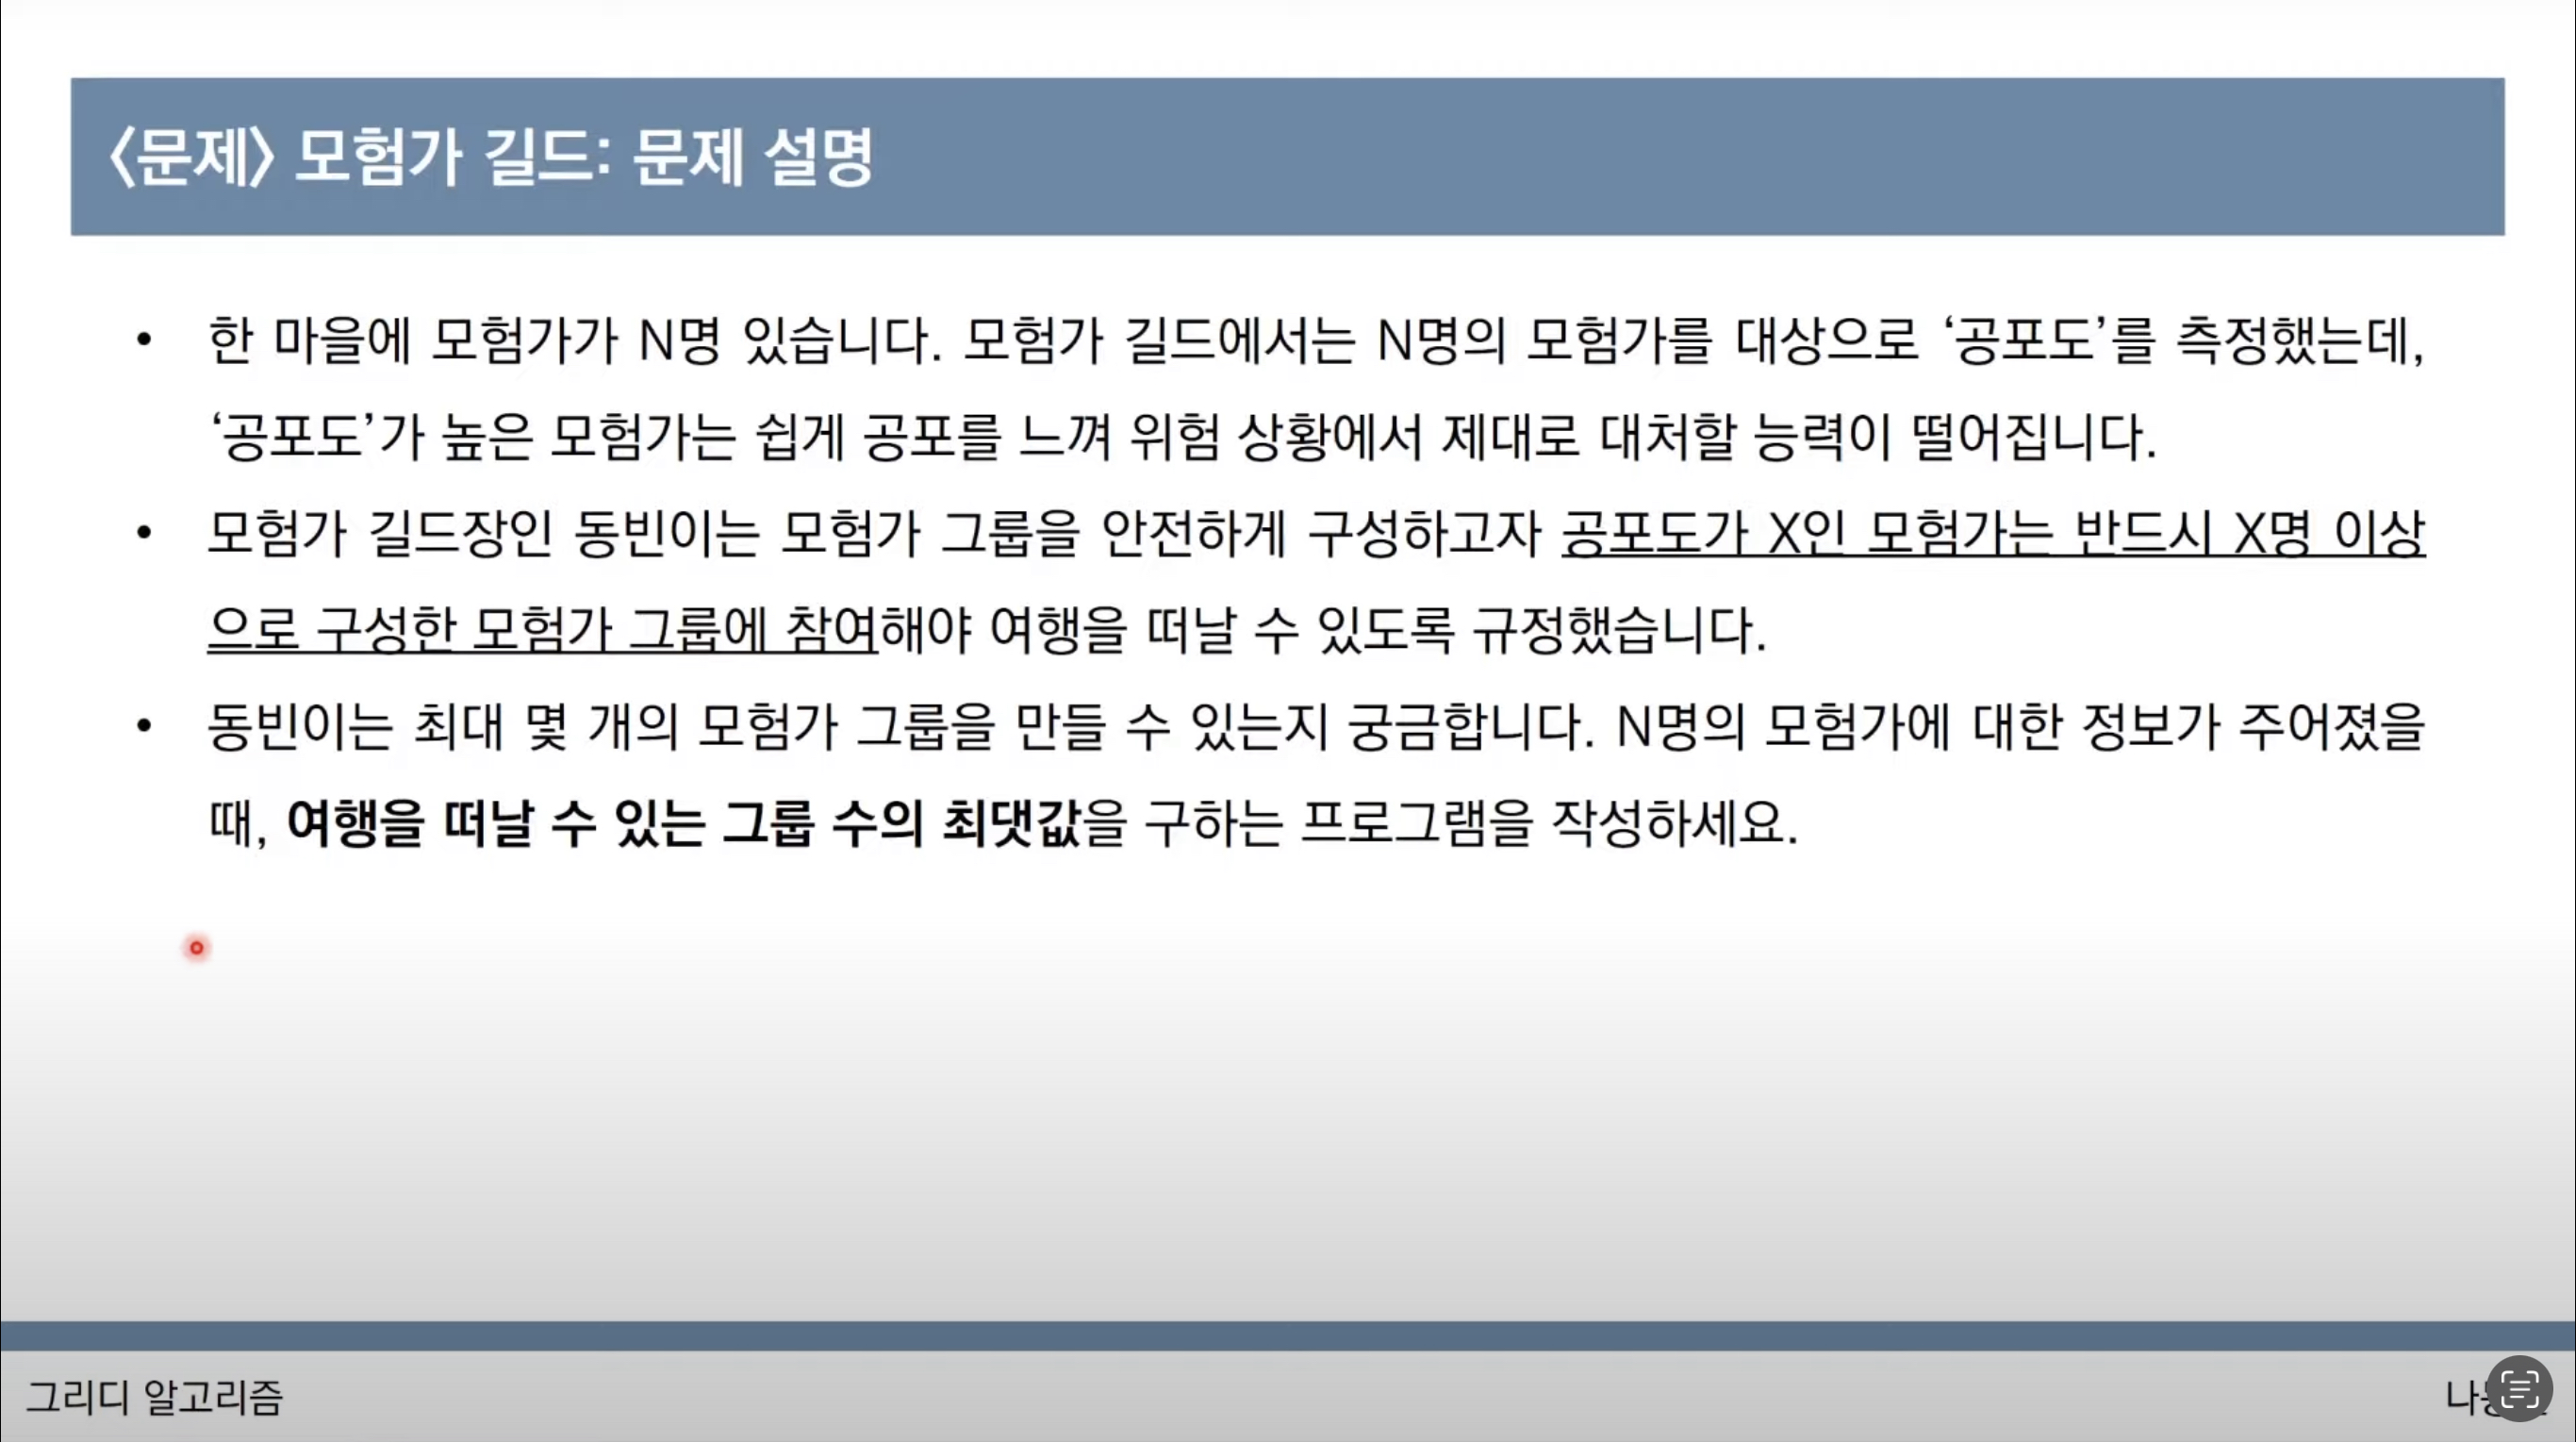 <문제> 모험가 길드: 문제 설명
• 한 마을에 모험가가 N명 있습니다. 모험가 길드에서는 N명의 모험가를 대상으로 ‘공포도’를 측정했는데,
‘공포도’가 높은 모험가는 쉽게 공포를 느껴 위험 상황에서 제대로 대처할 능력이 떨어집니다.
• 모험가 길드장인 동빈이는 모험가 그룹을 안전하게 구성하고자 공포도가 X인 모험가는 반드시 X명 이상
으로 구성한 모험가 그룹에 참여해야 여행을 떠날 수 있도록 규정했습니다.
• 동빈이는 최대 몇 개의 모험가 그룹을 만들 수 있는지 궁금합니다. N명의 모험가에 대한 정보가 주어졌을
때, 여행을 떠날 수 있는 그룹 수의 최댓값을 구하는 프로그램을 작성하세요.
그리디 알고리즘